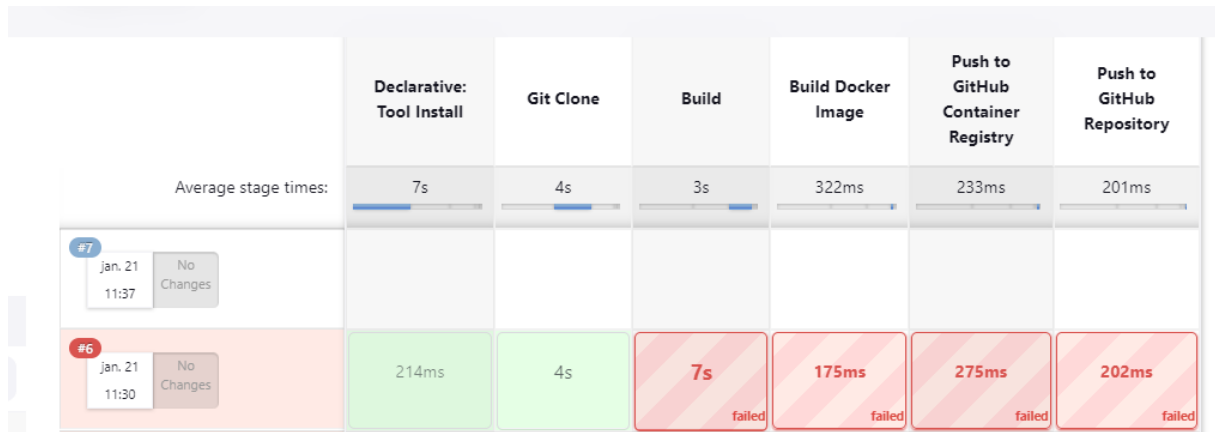 Declarative:
Tool Install
Git Clone
Build
Build Docker
Image
Push to
GitHub
Container
Registry
Push to
GitHub
Repository
Average stage times:
7s
4s
3s
322ms
233ms
201ms
#7
jan. 21
11:37
No
Changes
#6
jan. 21
11:30
No
Changes
214ms
4s
7s
failed
175ms
failed
275ms
failed
202ms
failed